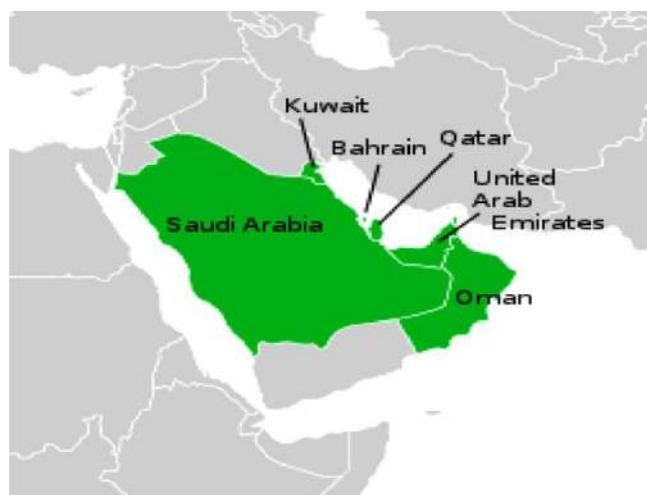 Kuwait
Bahrain
Qatar
United
Arab
Emirates
Saudi Arabia
Oman